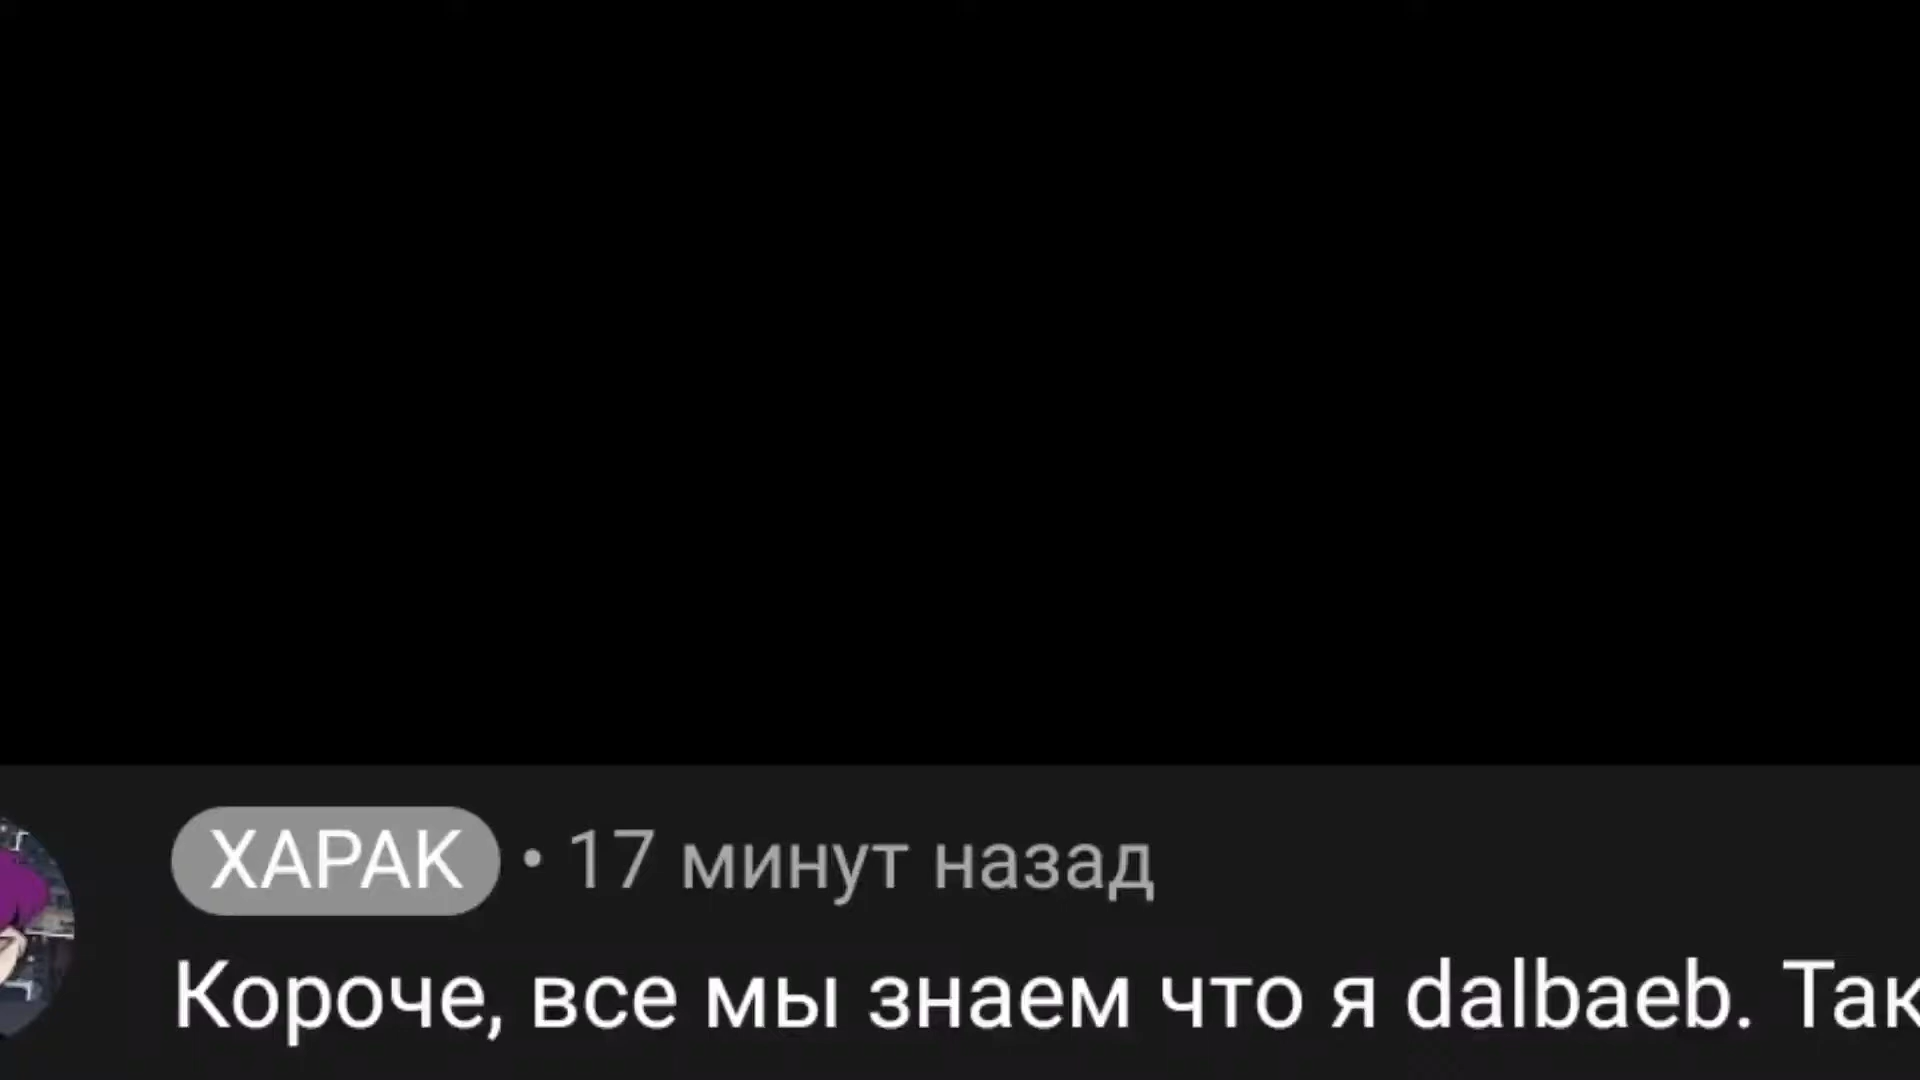 ХАРАК • 17 минут назад
Короче, все мы знаем что я dalbaeb. Так